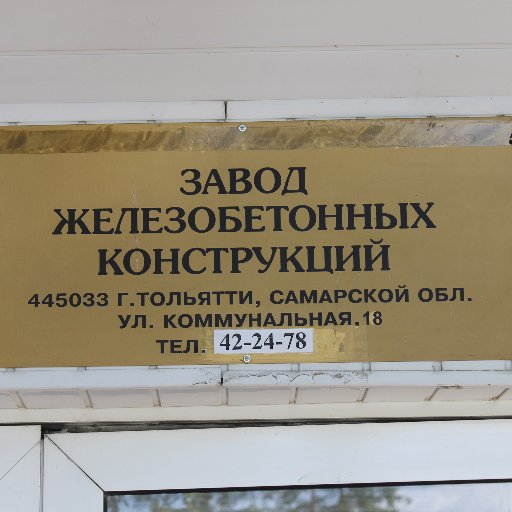 ЗАВОД
ЖЕЛЕЗОБЕТОННЫХ
КОНСТРУКЦИЙ
445033 Г.ТОЛЬЯТТИ, САМАРСКОЙ ОБЛ.
УЛ. КОММУНАЛЬНАЯ,18
ТЕЛ. 42-24-78